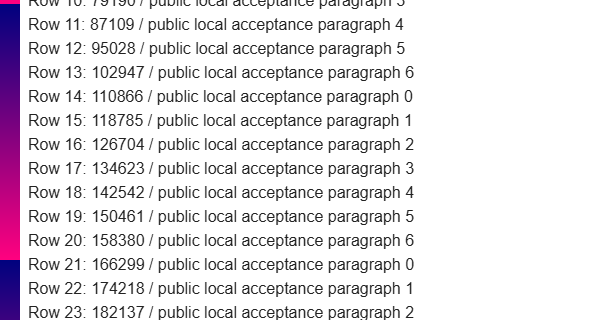 Row 10: 79190 / public local acceptance paragraph 3
Row 11: 87109 / public local acceptance paragraph 4
Row 12: 95028 / public local acceptance paragraph 5
Row 13: 102947 / public local acceptance paragraph 6
Row 14: 110866 / public local acceptance paragraph 0
Row 15: 118785 / public local acceptance paragraph 1
Row 16: 126704 / public local acceptance paragraph 2
Row 17: 134623 / public local acceptance paragraph 3
Row 18: 142542 / public local acceptance paragraph 4
Row 19: 150461 / public local acceptance paragraph 5
Row 20: 158380 / public local acceptance paragraph 6
Row 21: 166299 / public local acceptance paragraph 0
Row 22: 174218 / public local acceptance paragraph 1
Row 23: 182137 / public local acceptance paragraph 2